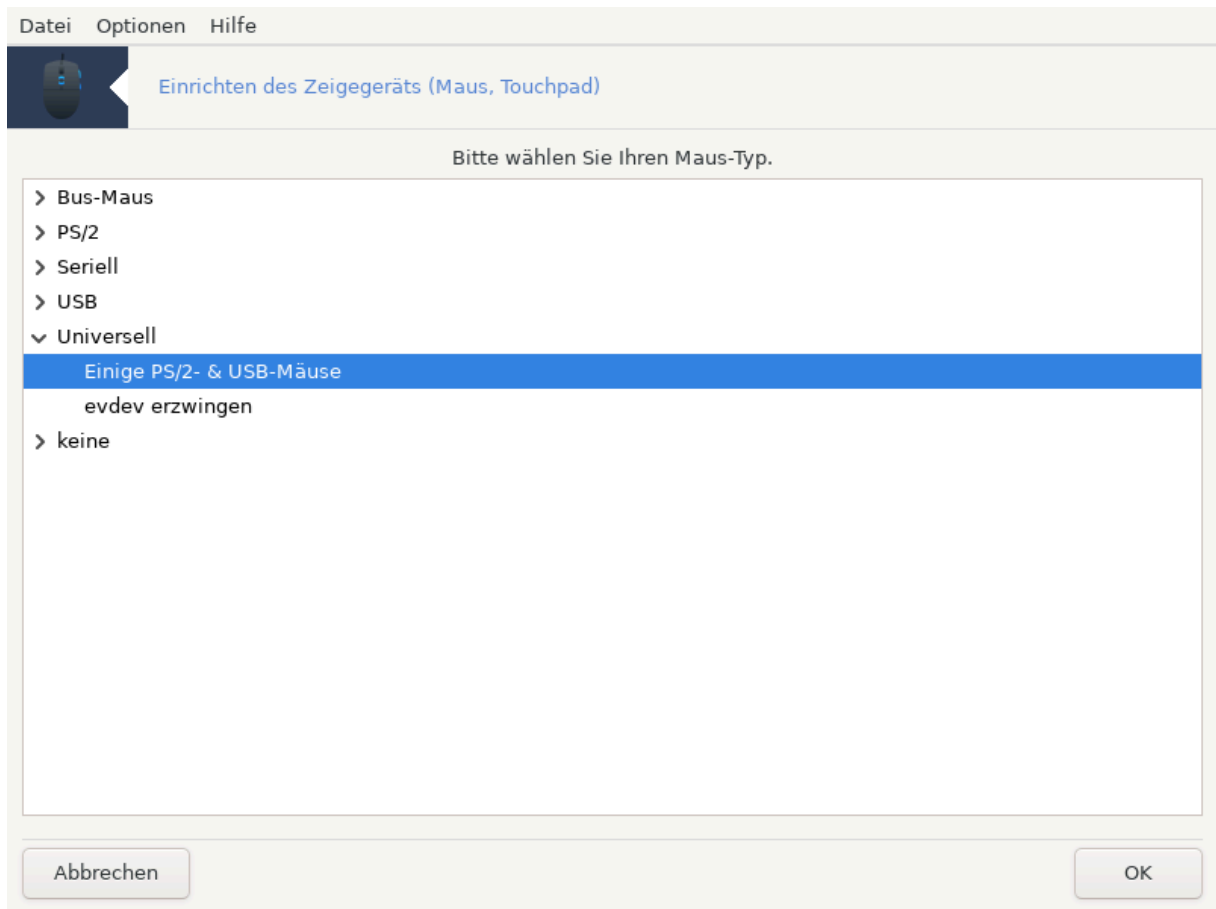 Datei Optionen Hilfe
Einrichten des Zeigegeräts (Maus, Touchpad)
Bitte wählen Sie Ihren Maus-Typ.
Bus-Maus
PS/2
Seriell
USB
Universell
Einige PS/2- & USB-Mäuse
evdev erzwingen
keine
Abbrechen OK